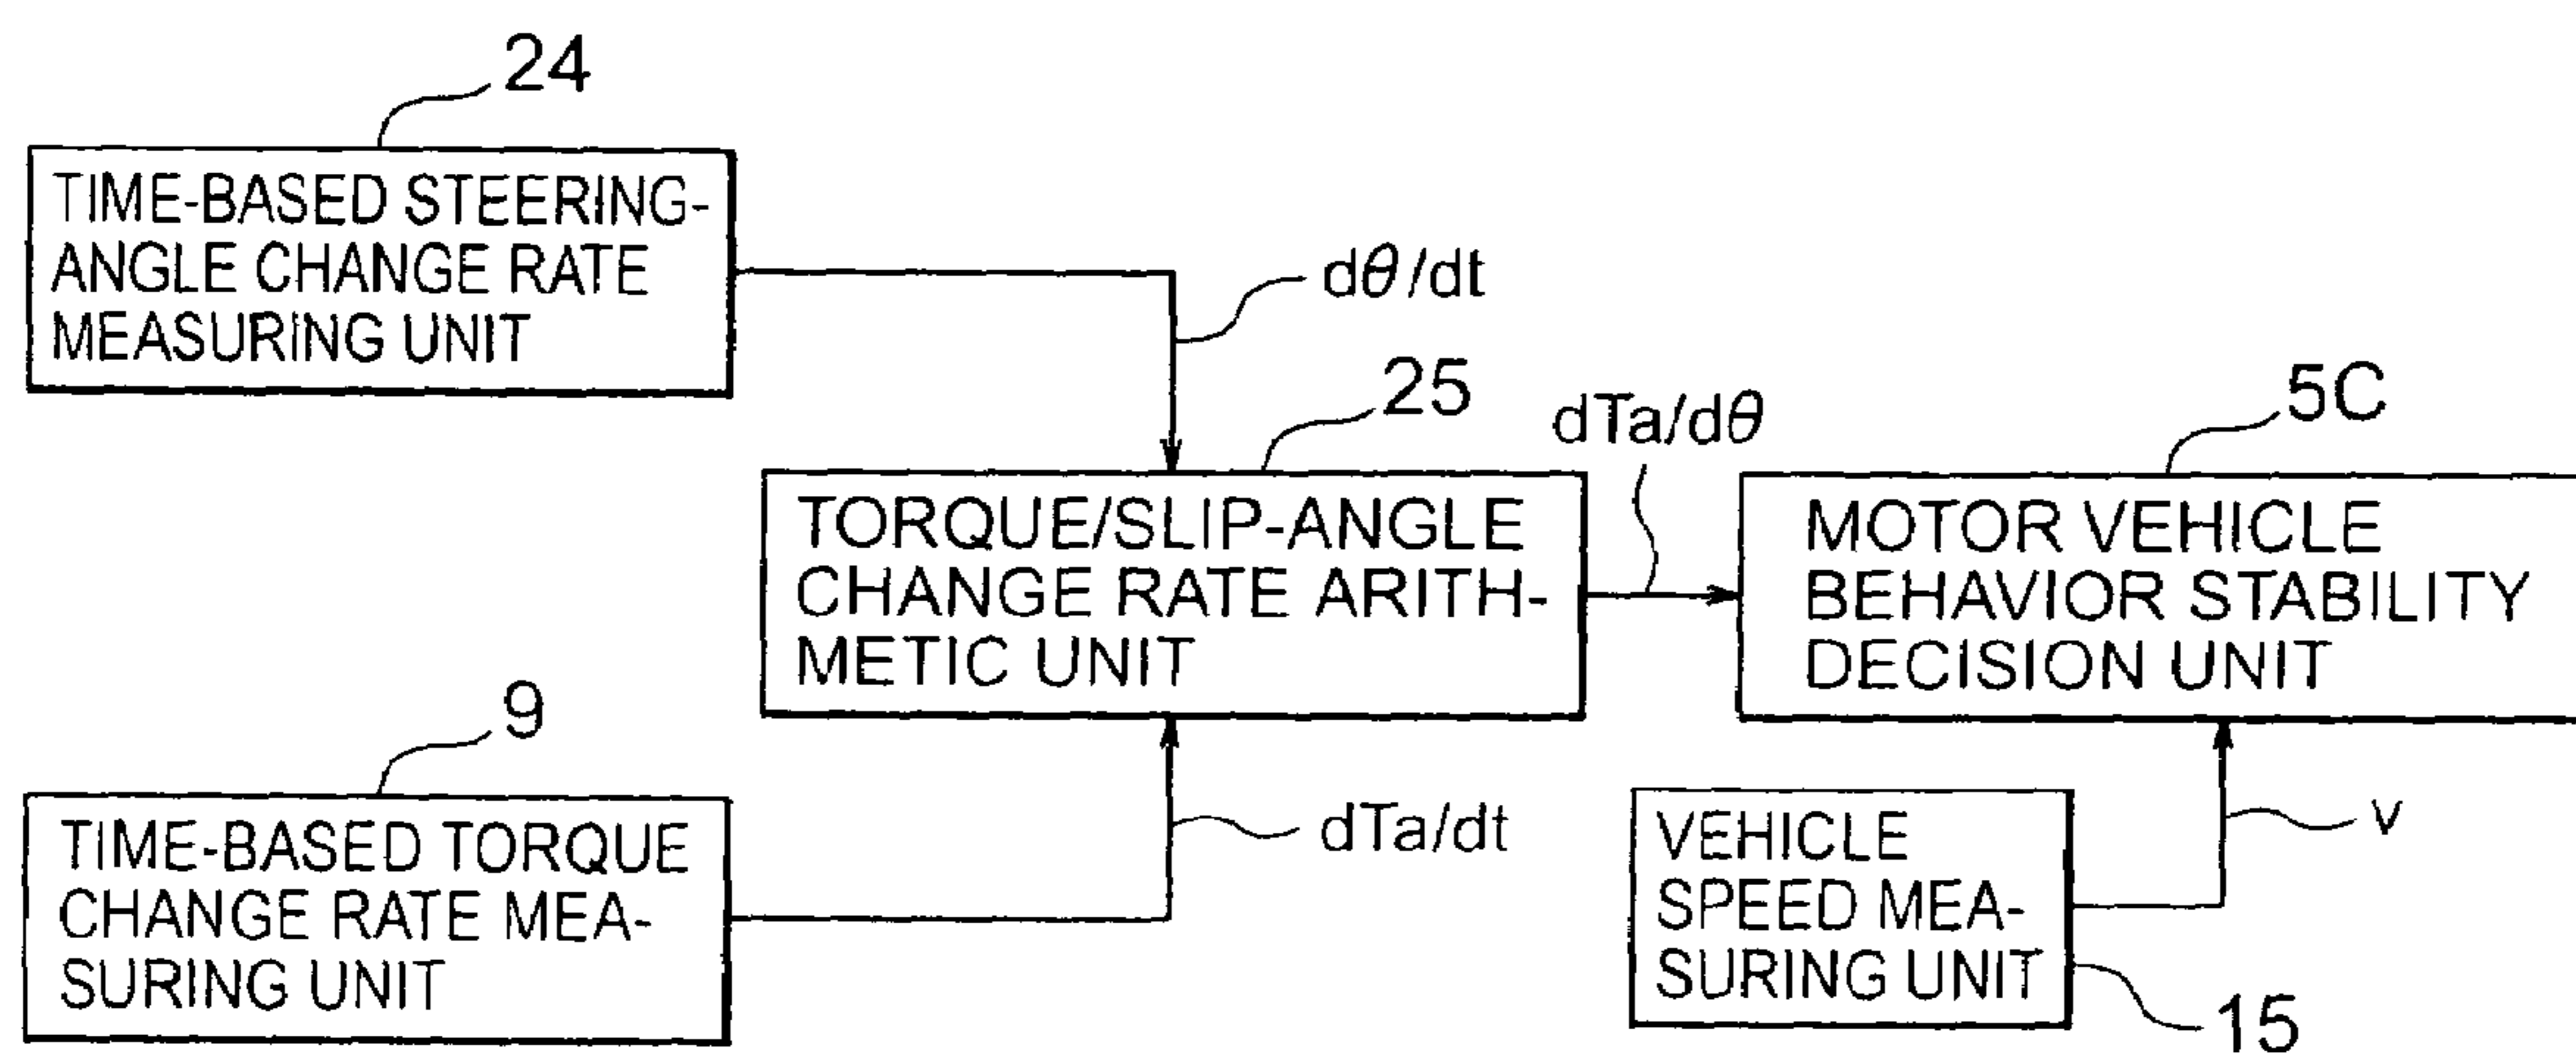 24
TIME-BASED STEERING-
ANGLE CHANGE RATE
MEASURING UNIT
dθ/dt
25
dTa/dθ
5C
TORQUE/SLIP-ANGLE
CHANGE RATE ARITH-
METIC UNIT
MOTOR VEHICLE
BEHAVIOR STABILITY
DECISION UNIT
9
TIME-BASED TORQUE
CHANGE RATE MEA-
SURING UNIT
dTa/dt
VEHICLE
SPEED MEA-
SURING UNIT
v
15